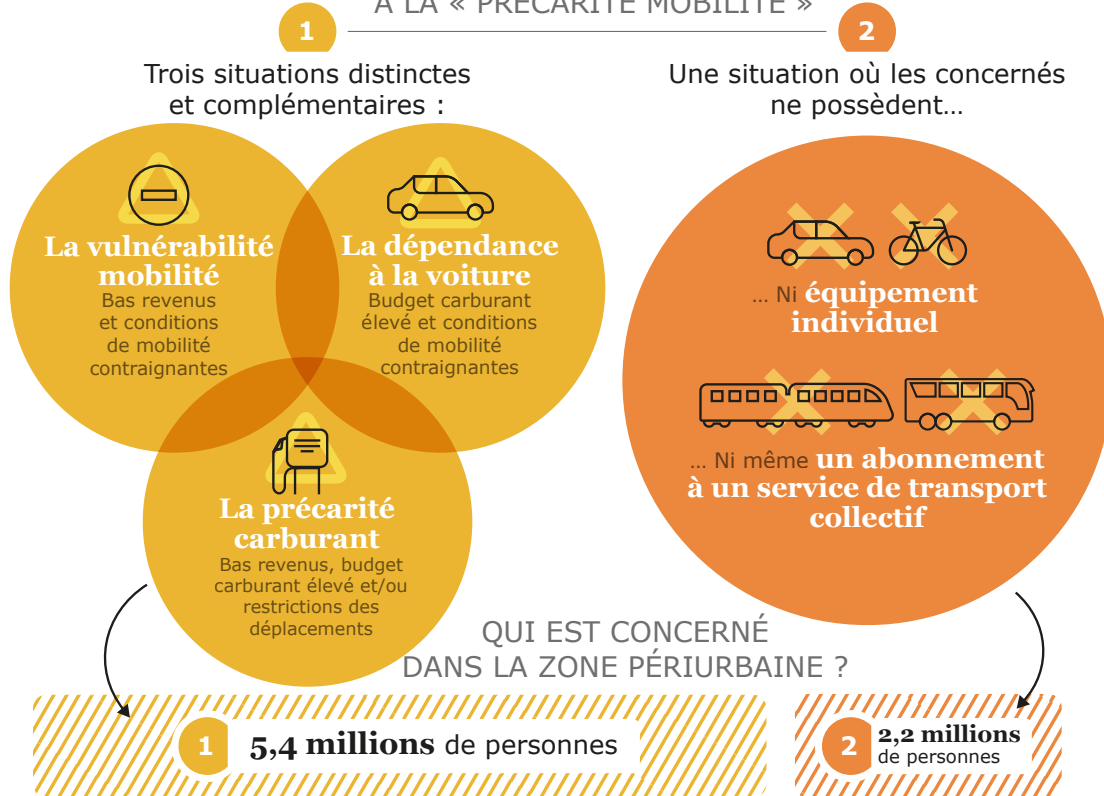 À LA « PRÉCARITÉ MOBILITÉ »
1
2
Trois situations distinctes
et complémentaires :
Une situation où les concernés
ne possèdent…
La vulnérabilité
mobilité
Bas revenus
et conditions
de mobilité
contraignantes
La dépendance
à la voiture
Budget carburant
élevé et conditions
de mobilité
contraignantes
La précarité
carburant
Bas revenus, budget
carburant élevé et/ou
restrictions des
déplacements
… Ni équipement
individuel
… Ni même un abonnement
à un service de transport
collectif
QUI EST CONCERNÉ
DANS LA ZONE PÉRIURBAINE ?
1
5,4 millions de personnes
2
2,2 millions
de personnes